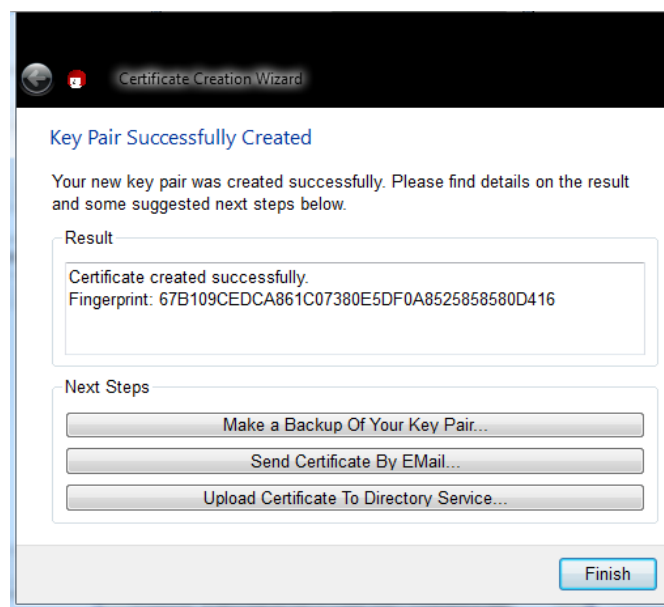 Certificate Creation Wizard
Key Pair Successfully Created
Your new key pair was created successfully. Please find details on the result
and some suggested next steps below.
Result
Certificate created successfully.
Fingerprint: 67B109CEDCA861C07380E5DF0A8525858580D416
Next Steps
Make a Backup Of Your Key Pair...
Send Certificate By EMail...
Upload Certificate To Directory Service...
Finish